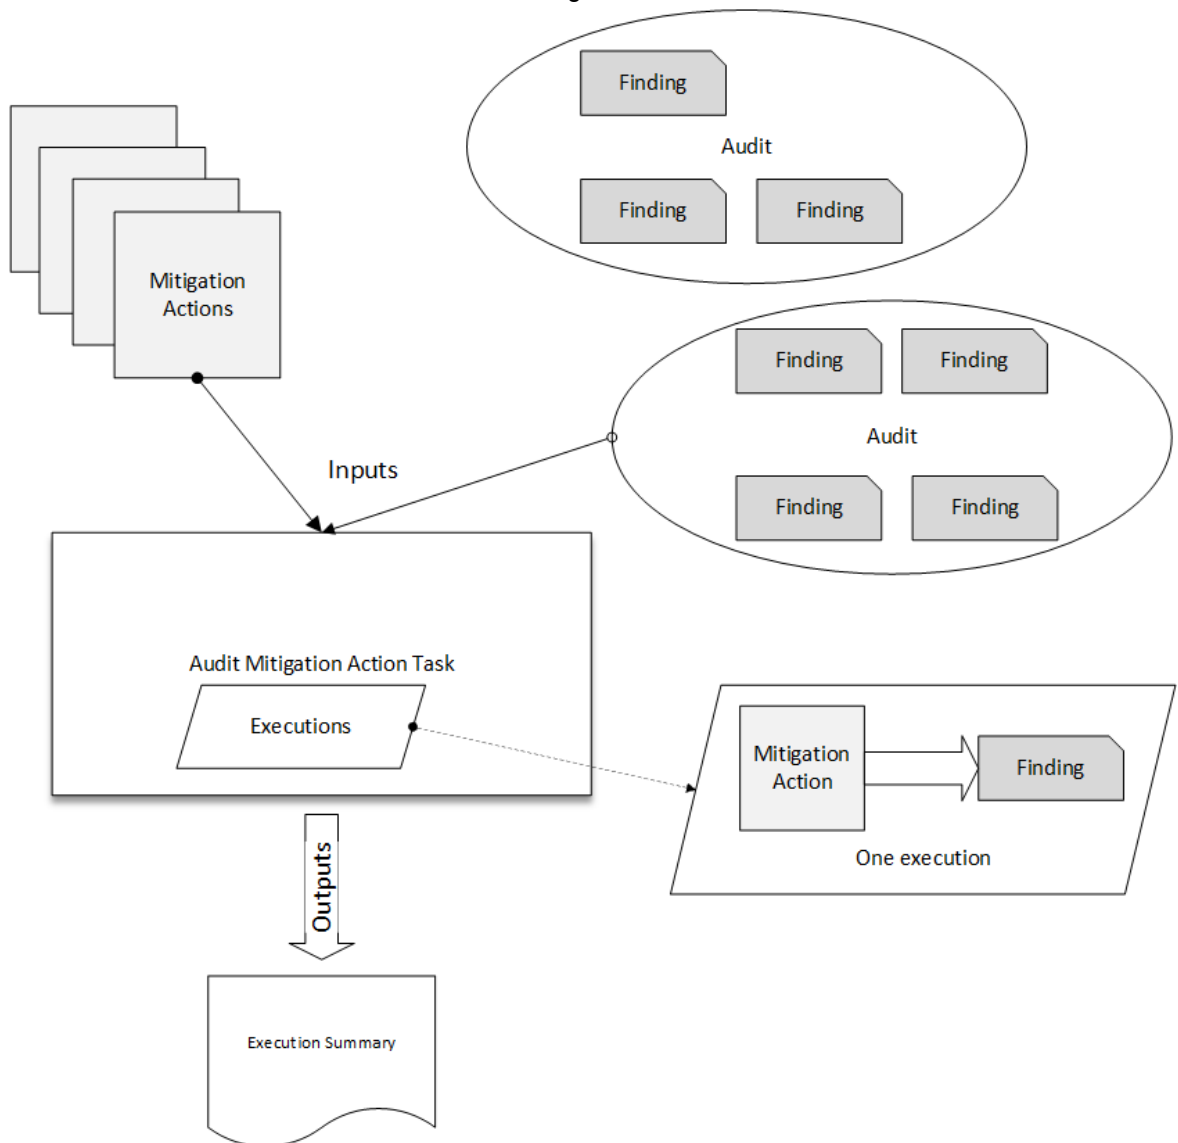 Finding
Audit
Finding
Finding
Mitigation
Actions
Finding
Finding
Audit
Inputs
Finding
Finding
Audit Mitigation Action Task
Executions
Mitigation
Action
Finding
One execution
Outputs
Execution Summary